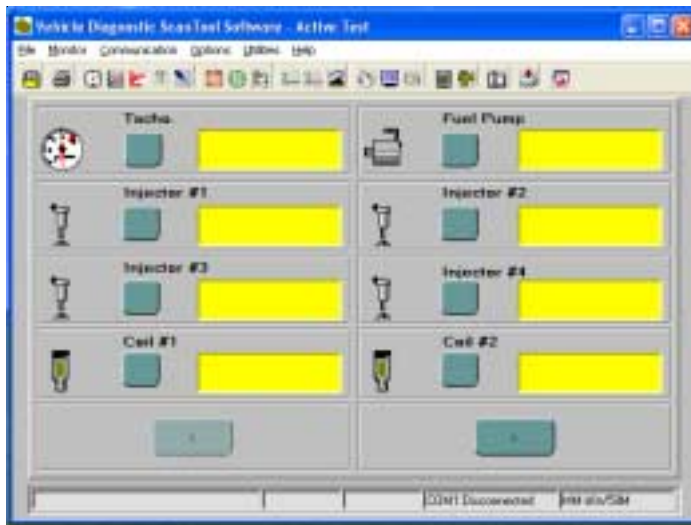 Vehicle Diagnostic ScanTool Software - Active Test
File Monitor Communication Options Utilities Help
Tacho
Fuel Pump
Injector #1
Injector #2
Injector #3
Injector #4
Coil #1
Coil #2
COM1 Disconnected